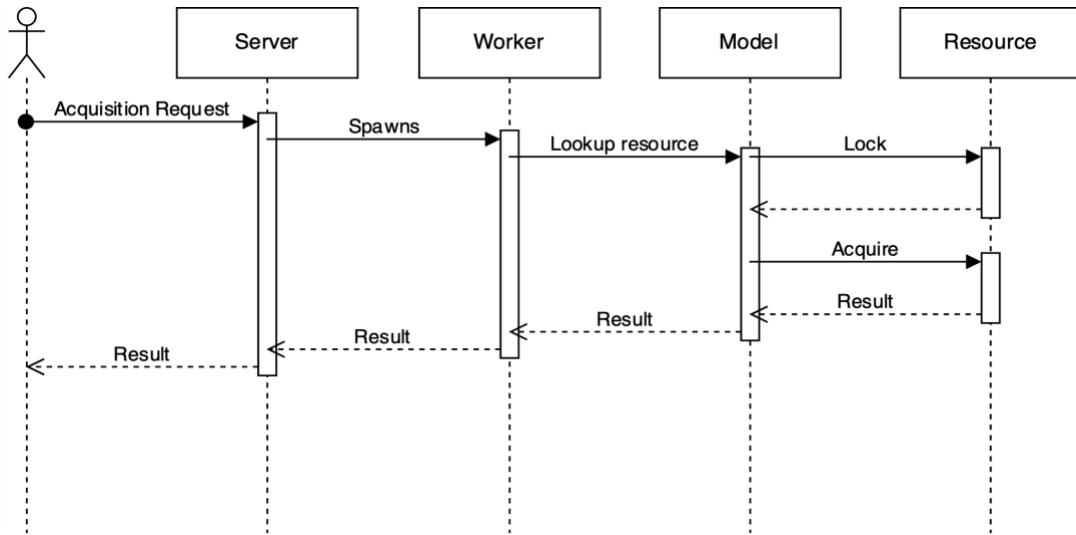 Server
Worker
Model
Resource
Acquisition Request
Spawns
Lookup resource
Lock
Acquire
Result
Result
Result
Result